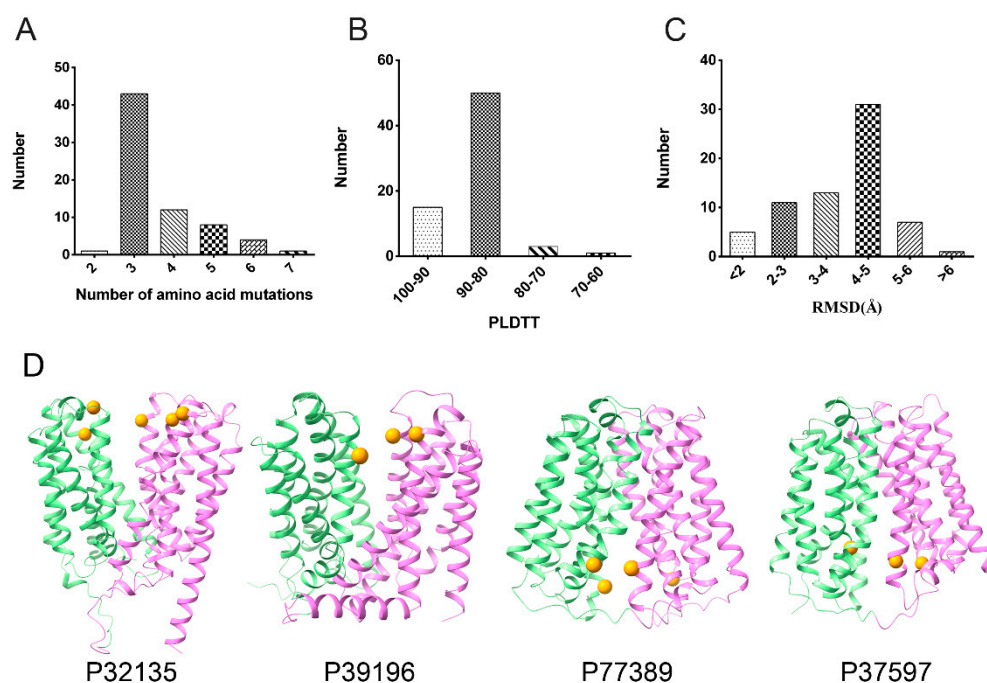 A
B
C
Number
50
40
30
20
10
0
2
3
4
5
6
7
Number of amino acid mutations
Number
60
40
20
0
100-90
90-80
80-70
70-60
PLDTT
Number
40
30
20
10
0
<2
2-3
3-4
4-5
5-6
>6
RMSD(Å)
D
P32135
P39196
P77389
P37597